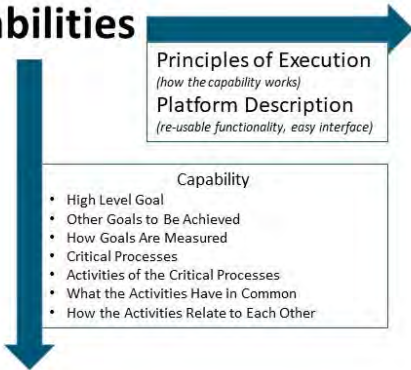 abilities
Principles of Execution
(how the capability works)
Platform Description
(re-usable functionality, easy interface)
Capability
• High Level Goal
• Other Goals to Be Achieved
• How Goals Are Measured
• Critical Processes
• Activities of the Critical Processes
• What the Activities Have in Common
• How the Activities Relate to Each Other